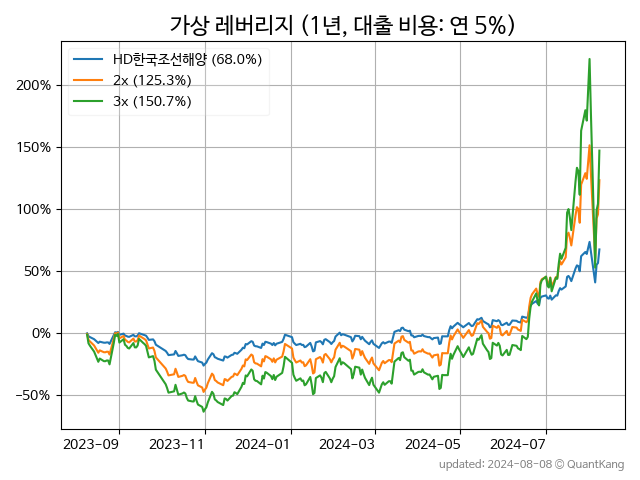 가상 레버리지 (1년, 대출 비용: 연 5%)
HD한국조선해양 (68.0%)
2x (125.3%)
3x (150.7%)
200%
150%
100%
50%
0%
−50%
2023-09 2023-11 2024-01 2024-03 2024-05 2024-07
updated: 2024-08-08 © QuantKang